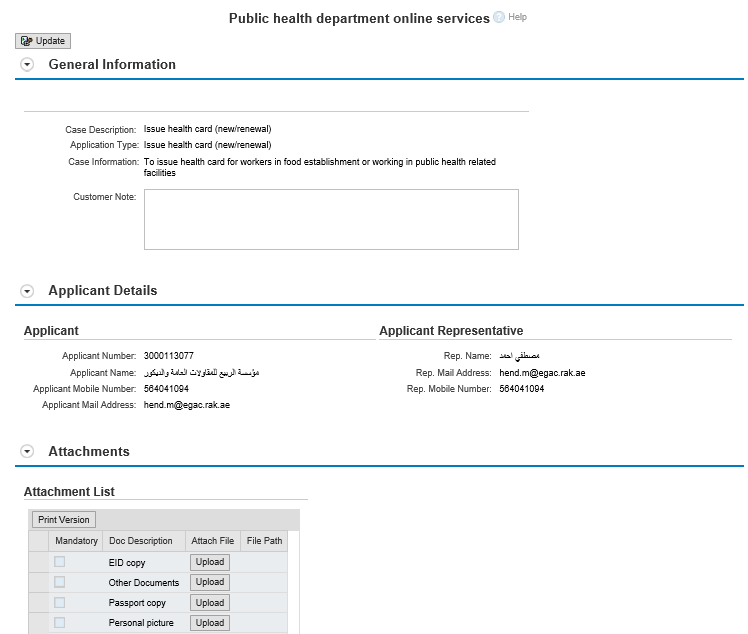 Public health department online services
Help
Update
General Information
Case Description: Issue health card (new/renewal)
Application Type: Issue health card (new/renewal)
Case Information: To issue health card for workers in food establishment or working in public health related
facilities
Customer Note:
Applicant Details
Applicant
Applicant Number: 3000113077
Applicant Name: مؤسسة الربيع للمقاولات العامة والديكور
Applicant Mobile Number: 564041094
Applicant Mail Address: hend.m@egac.rak.ae
Applicant Representative
Rep. Name: مصطفي احمد
Rep. Mail Address: hend.m@egac.rak.ae
Rep. Mobile Number: 564041094
Attachments
Attachment List
Print Version
Mandatory Doc Description Attach File File Path
EID copy Upload
Other Documents Upload
Passport copy Upload
Personal picture Upload